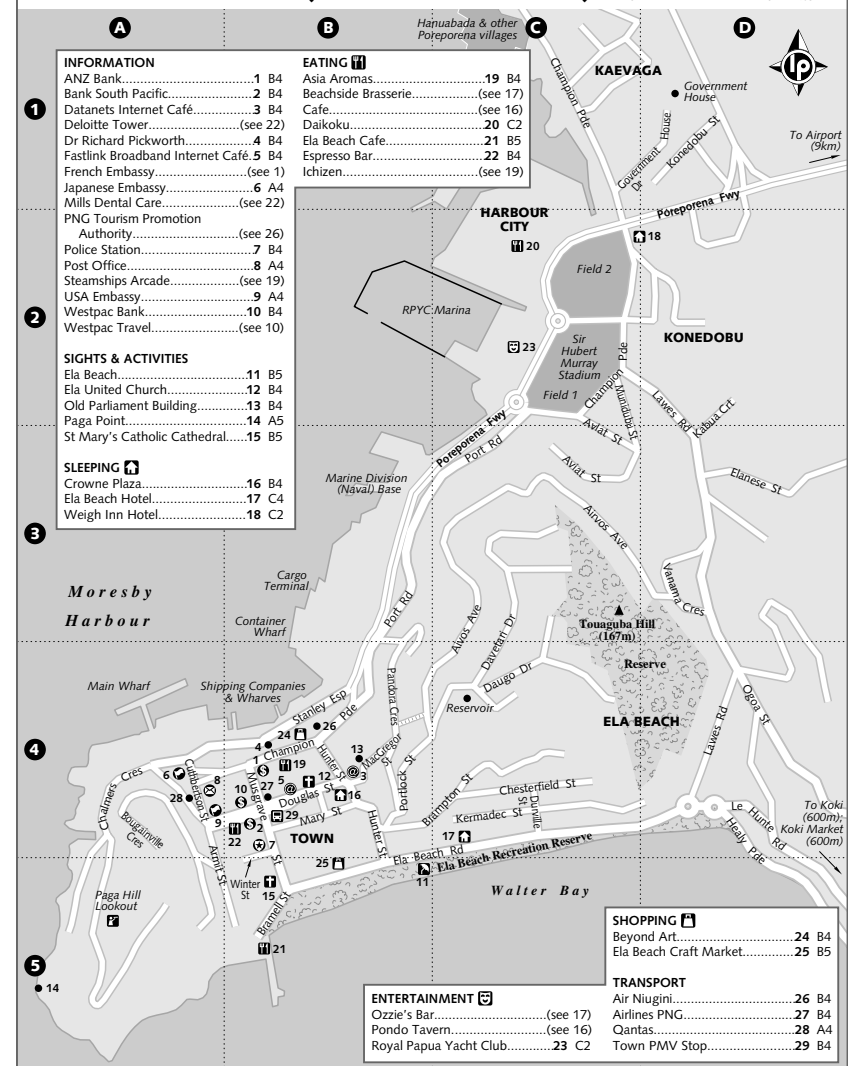 A
B
C
D
1
2
3
4
5
INFORMATION
ANZ Bank....................................1 B4
Bank South Pacific......................2 B4
Datanets Internet Café................3 B4
Deloitte Tower....................(see 22)
Dr Richard Pickworth..................4 B4
Fastlink Broadband Internet Café.5 B4
French Embassy.....................(see 1)
Japanese Embassy......................6 A4
Mills Dental Care..................(see 22)
PNG Tourism Promotion
Authority...........................(see 26)
Police Station..............................7 B4
Post Office..................................8 A4
Steamships Arcade...............(see 19)
USA Embassy..............................9 A4
Westpac Bank...........................10 B4
Westpac Travel.....................(see 10)
SIGHTS & ACTIVITIES
Ela Beach...................................11 B5
Ela United Church.....................12 B4
Old Parliament Building.............13 B4
Paga Point.................................14 A5
St Mary's Catholic Cathedral......15 B5
SLEEPING
Crowne Plaza............................16 B4
Ela Beach Hotel.........................17 C4
Weigh Inn Hotel........................18 C2
EATING
Asia Aromas..............................19 B4
Beachside Brasserie...............(see 17)
Cafe.....................................(see 16)
Daikoku.....................................20 C2
Ela Beach Cafe..........................21 B5
Espresso Bar..............................22 B4
Ichizen.................................(see 19)
Hanuabada & other
Poreporena villages
Champion Pde
KAEVAGA
Government
House
lp
To Airport
(9km)
Government House
Dr
Konedobu St
Poreporena Fwy
HARBOUR
CITY
20
18
Field 2
RPYC Marina
23
Sir
Hubert
Murray
Stadium
Field 1
KONEDOBU
Champion Pde
Munidubu St
Lawes Rd
Kabua Crt
Poreporena Fwy
Port Rd
Aviat St
Aviat St
Elanese St
Marine Division
(Naval) Base
Airvos Ave
Vanama Cres
Cargo
Terminal
Moresby
Harbour
Container
Wharf
Port Rd
Aivos Ave
Davetari Dr
Touaguba Hill
(167m)
Reserve
Main Wharf
Shipping Companies
& Wharves
Stanley Esp
Pandora Cres
Daugo Dr
Reservoir
ELA BEACH
Ogoa St
Lawes Rd
24
26
4
Champion Pde
13
MacGregor St
Hunter St
1
19
3
6
8
Cuthbertson St
Chalmers Cres
28
10
Musgrave St
27
5
12
Douglas St
16
Portlock St
Brampton St
Chesterfield St
Durville St
Kermadec St
Bougainville
Cres
9
29
Mary St
22
2
7
TOWN
Hunter St
17
Le Hunte Rd
Healy Pde
To Koki
(600m);
Koki Market
(600m)
Armit St
Winter
St
25
Ela Beach Rd
Ela Beach Recreation Reserve
11
Walter Bay
15
Bramell St
Paga Hill
Lookout
21
14
ENTERTAINMENT
Ozzie's Bar............................(see 17)
Pondo Tavern.......................(see 16)
Royal Papua Yacht Club............23 C2
SHOPPING
Beyond Art...............................24 B4
Ela Beach Craft Market..............25 B5
TRANSPORT
Air Niugini.................................26 B4
Airlines PNG..............................27 B4
Qantas......................................28 A4
Town PMV Stop........................29 B4